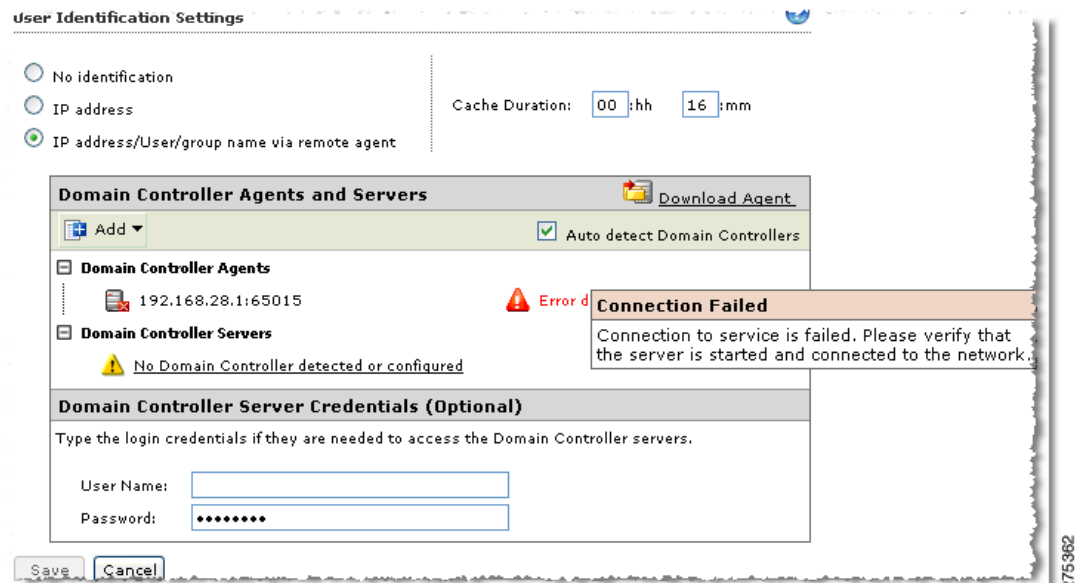 User Identification Settings
No identification
IP address
Cache Duration: 00 :hh 16 :mm
IP address/User/group name via remote agent
Domain Controller Agents and Servers
Download Agent
Add
Auto detect Domain Controllers
Domain Controller Agents
192.168.28.1:65015
Error d
Connection Failed
Connection to service is failed. Please verify that
the server is started and connected to the network.
Domain Controller Servers
No Domain Controller detected or configured
Domain Controller Server Credentials (Optional)
Type the login credentials if they are needed to access the Domain Controller servers.
User Name:
Password: ••••••••
Save Cancel